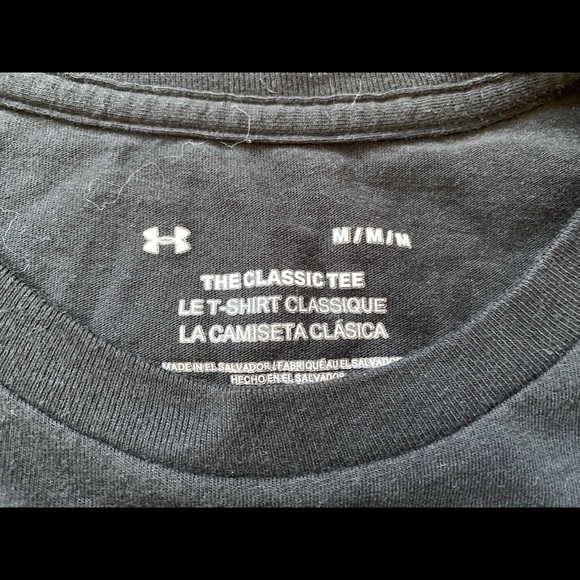 M/M/M
THE CLASSIC TEE
LE T-SHIRT CLASSIQUE
LA CAMISETA CLÁSICA
MADE IN EL SALVADOR / FABRIQUÉ AU EL SALVADOR
HECHO EN EL SALVADOR